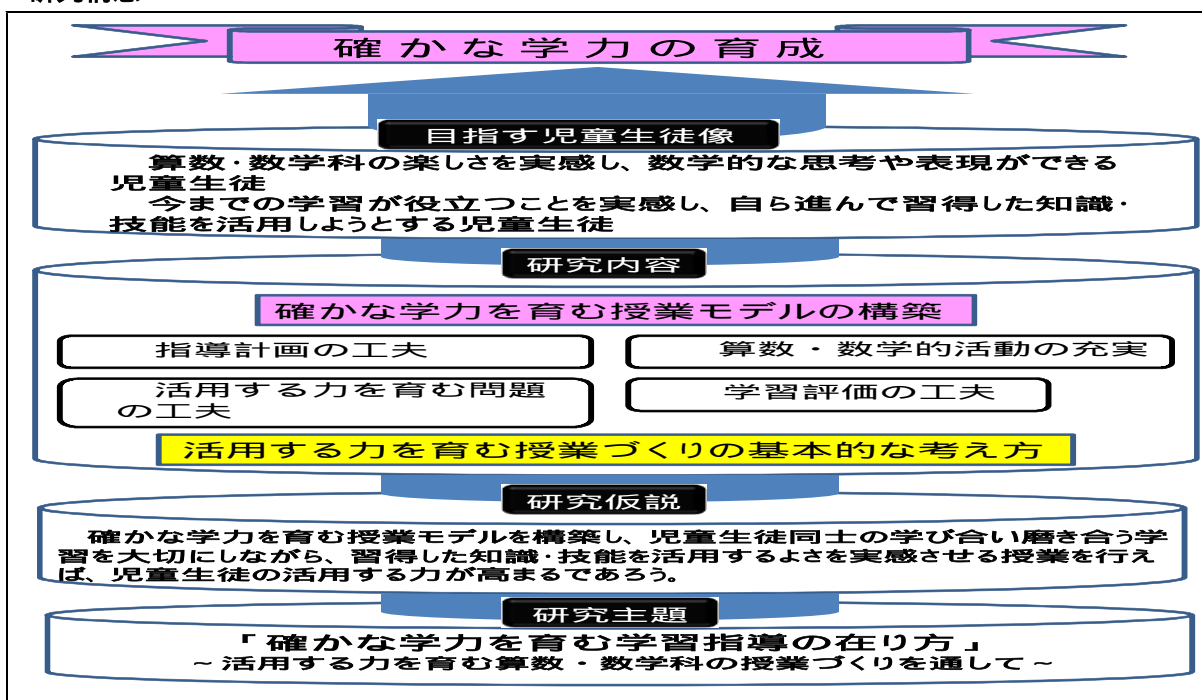 確かな学力の育成
目指す児童生徒像
算数・数学科の楽しさを実感し、数学的な思考や表現ができる
児童生徒
今までの学習が役立つことを実感し、自ら進んで習得した知識・
技能を活用しようとする児童生徒
研究内容
確かな学力を育む授業モデルの構築
指導計画の工夫
算数・数学的活動の充実
活用する力を育む問題
の工夫
学習評価の工夫
活用する力を育む授業づくりの基本的な考え方
研究仮説
確かな学力を育む授業モデルを構築し、児童生徒同士の学び合い磨き合う学
習を大切にしながら、習得した知識・技能を活用するよさを実感させる授業を行え
ば、児童生徒の活用する力が高まるであろう。
研究主題
「確かな学力を育む学習指導の在り方」
~活用する力を育む算数・数学科の授業づくりを通して~